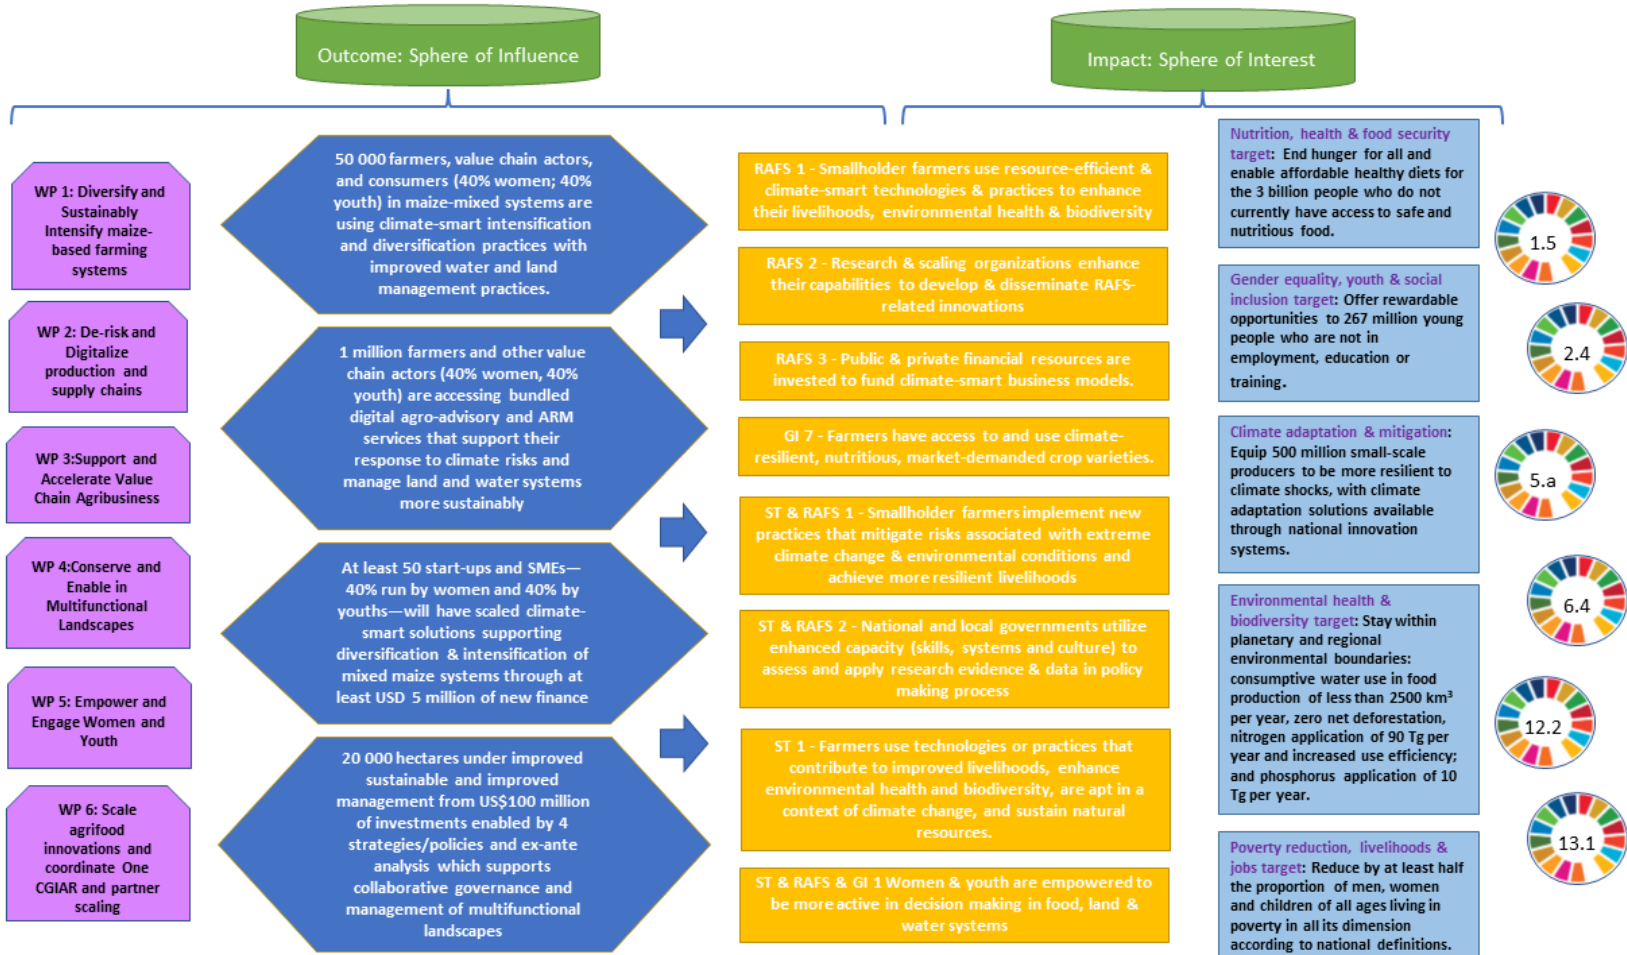 Outcome: Sphere of Influence
Impact: Sphere of Interest
WP 1: Diversify and
Sustainably
Intensify maize-
based farming
systems
WP 2: De-risk and
Digitalize
production and
supply chains
WP 3:Support and
Accelerate Value
Chain Agribusiness
WP 4:Conserve and
Enable in
Multifunctional
Landscapes
WP 5: Empower and
Engage Women and
Youth
WP 6: Scale
agrifood
innovations and
coordinate One
CGIAR and partner
scaling
50 000 farmers, value chain actors,
and consumers (40% women; 40%
youth) in maize-mixed systems are
using climate-smart intensification
and diversification practices with
improved water and land
management practices.
1 million farmers and other value
chain actors (40% women, 40%
youth) are accessing bundled
digital agro-advisory and ARM
services that support their
response to climate risks and
manage land and water systems
more sustainably
At least 50 start-ups and SMEs—
40% run by women and 40% by
youths—will have scaled climate-
smart solutions supporting
diversification & intensification of
mixed maize systems through at
least USD 5 million of new finance
20 000 hectares under improved
sustainable and improved
management from US$100 million
of investments enabled by 4
strategies/policies and ex-ante
analysis which supports
collaborative governance and
management of multifunctional
landscapes
RAFS 1 - Smallholder farmers use resource-efficient &
climate-smart technologies & practices to enhance
their livelihoods, environmental health & biodiversity
RAFS 2 - Research & scaling organizations enhance
their capabilities to develop & disseminate RAFS-
related innovations
RAFS 3 - Public & private financial resources are
invested to fund climate-smart business models.
GI 7 - Farmers have access to and use climate-
resilient, nutritious, market-demanded crop varieties.
ST & RAFS 1 - Smallholder farmers implement new
practices that mitigate risks associated with extreme
climate change & environmental conditions and
achieve more resilient livelihoods
ST & RAFS 2 - National and local governments utilize
enhanced capacity (skills, systems and culture) to
assess and apply research evidence & data in policy
making process
ST 1 - Farmers use technologies or practices that
contribute to improved livelihoods, enhance
environmental health and biodiversity, are apt in a
context of climate change, and sustain natural
resources.
ST & RAFS & GI 1 Women & youth are empowered to
be more active in decision making in food, land &
water systems
Nutrition, health & food security
target: End hunger for all and
enable affordable healthy diets for
the 3 billion people who do not
currently have access to safe and
nutritious food.
Gender equality, youth & social
inclusion target: Offer rewardable
opportunities to 267 million young
people who are not in
employment, education or
training.
Climate adaptation & mitigation:
Equip 500 million small-scale
producers to be more resilient to
climate shocks, with climate
adaptation solutions available
through national innovation
systems.
Environmental health &
biodiversity target: Stay within
planetary and regional
environmental boundaries:
consumptive water use in food
production of less than 2500 km³
per year, zero net deforestation,
nitrogen application of 90 Tg per
year and increased use efficiency;
and phosphorus application of 10
Tg per year.
Poverty reduction, livelihoods &
jobs target: Reduce by at least half
the proportion of men, women
and children of all ages living in
poverty in all its dimension
according to national definitions.
1.5
2.4
5.a
6.4
12.2
13.1